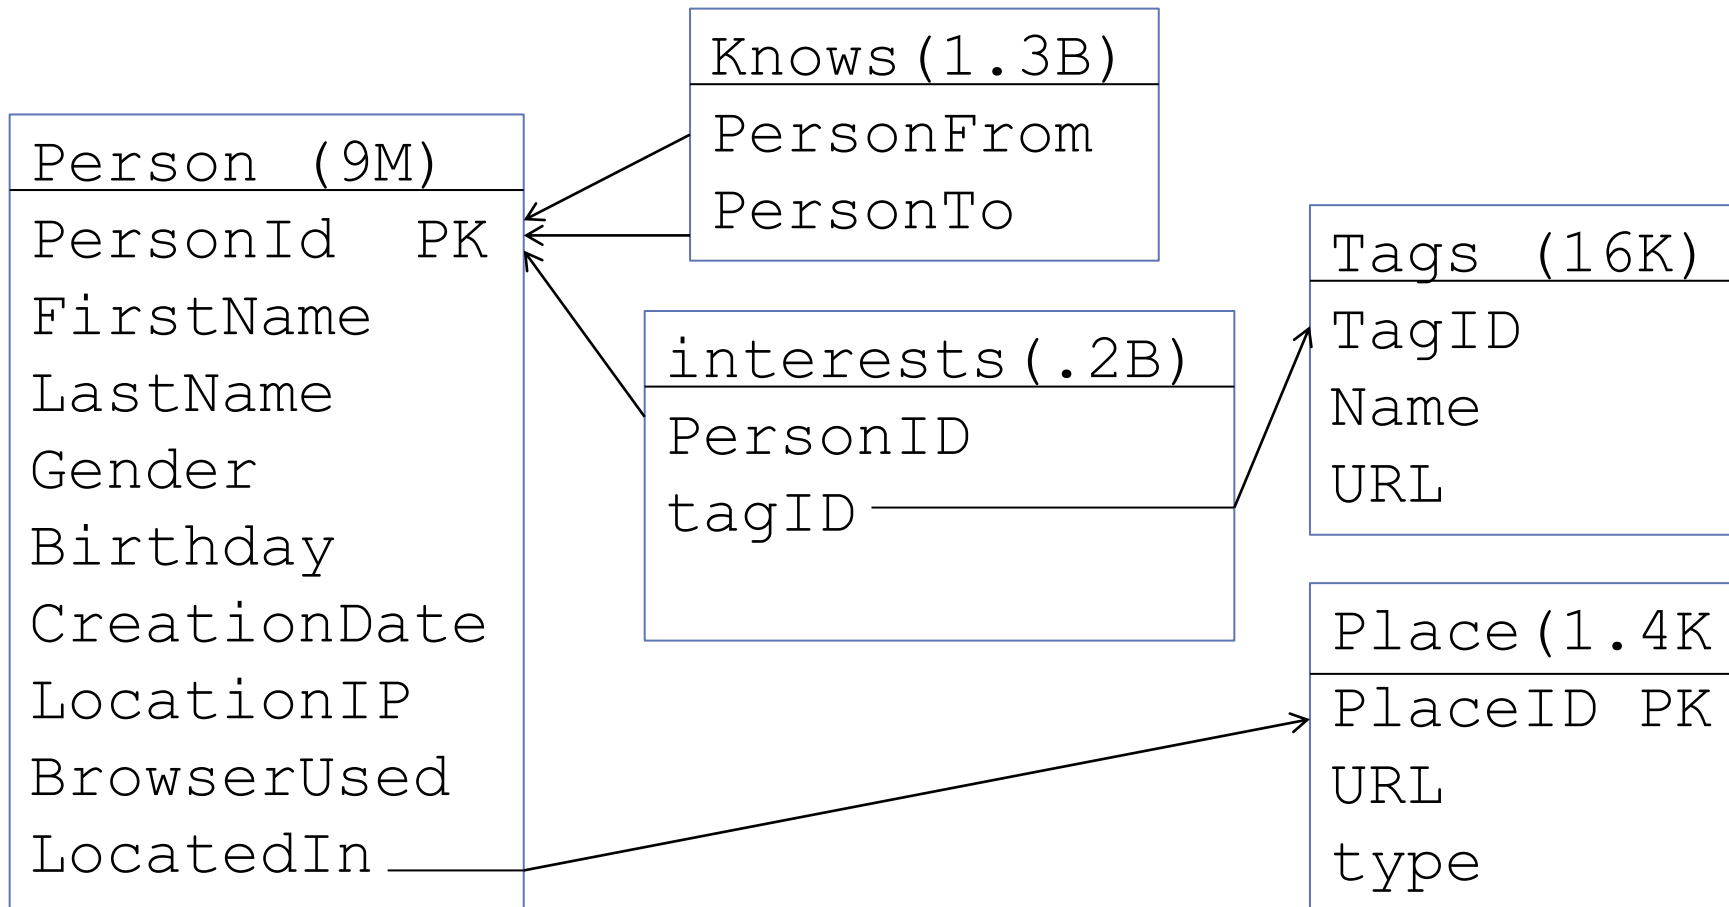 Person (9M)
PersonId PK
FirstName
LastName
Gender
Birthday
CreationDate
LocationIP
BrowserUsed
LocatedIn
Knows(1.3B)
PersonFrom
PersonTo
interests(.2B)
PersonID
tagID
Tags (16K)
TagID
Name
URL
Place(1.4K
PlaceID PK
URL
type